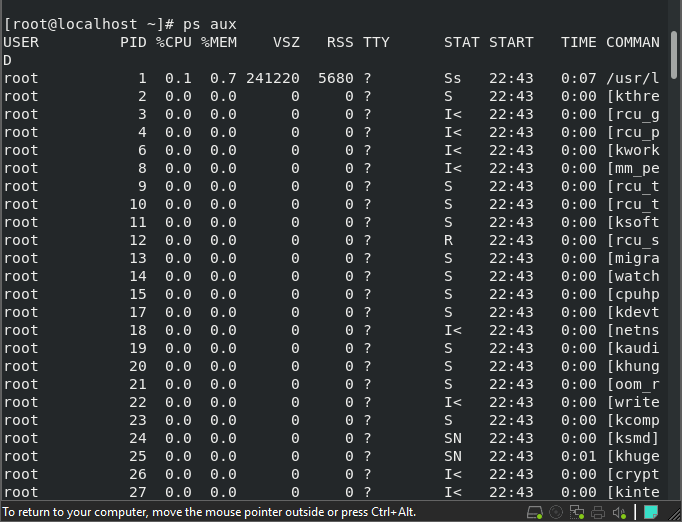 [root@localhost ~]# ps aux
USER         PID %CPU %MEM    VSZ   RSS TTY      STAT START   TIME COMMAN
D
root           1  0.1  0.7 241220  5680 ?        Ss   22:43   0:07 /usr/l
root           2  0.0  0.0      0     0 ?        S    22:43   0:00 [kthre
root           3  0.0  0.0      0     0 ?        I<   22:43   0:00 [rcu_g
root           4  0.0  0.0      0     0 ?        I<   22:43   0:00 [rcu_p
root           6  0.0  0.0      0     0 ?        I<   22:43   0:00 [kwork
root           8  0.0  0.0      0     0 ?        I<   22:43   0:00 [mm_pe
root           9  0.0  0.0      0     0 ?        S    22:43   0:00 [rcu_t
root          10  0.0  0.0      0     0 ?        S    22:43   0:00 [rcu_t
root          11  0.0  0.0      0     0 ?        S    22:43   0:00 [ksoft
root          12  0.0  0.0      0     0 ?        R    22:43   0:00 [rcu_s
root          13  0.0  0.0      0     0 ?        S    22:43   0:00 [migra
root          14  0.0  0.0      0     0 ?        S    22:43   0:00 [watch
root          15  0.0  0.0      0     0 ?        S    22:43   0:00 [cpuhp
root          17  0.0  0.0      0     0 ?        S    22:43   0:00 [kdevt
root          18  0.0  0.0      0     0 ?        I<   22:43   0:00 [netns
root          19  0.0  0.0      0     0 ?        S    22:43   0:00 [kaudi
root          20  0.0  0.0      0     0 ?        S    22:43   0:00 [khung
root          21  0.0  0.0      0     0 ?        S    22:43   0:00 [oom_r
root          22  0.0  0.0      0     0 ?        I<   22:43   0:00 [write
root          23  0.0  0.0      0     0 ?        S    22:43   0:00 [kcomp
root          24  0.0  0.0      0     0 ?        SN   22:43   0:00 [ksmd]
root          25  0.0  0.0      0     0 ?        SN   22:43   0:01 [khuge
root          26  0.0  0.0      0     0 ?        I<   22:43   0:00 [crypt
root          27  0.0  0.0      0     0 ?        I<   22:43   0:00 [kinte
To return to your computer, move the mouse pointer outside or press Ctrl+Alt.